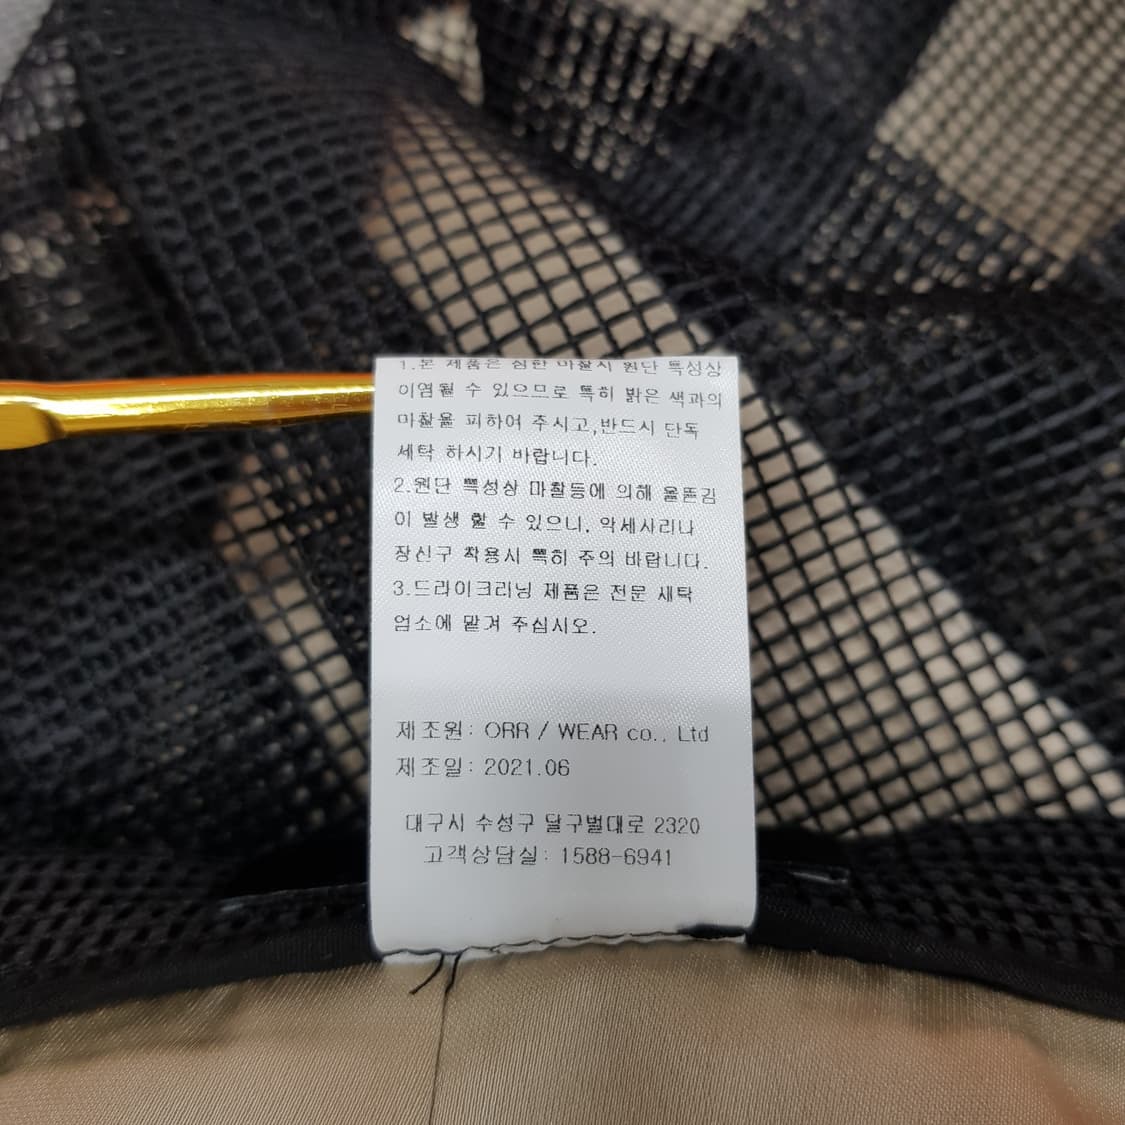 1.본 제품은 심한 마찰시 원단 특성상
이염될 수 있으므로 특히 밝은 색과의
마찰을 피하여 주시고,반드시 단독
세탁 하시기 바랍니다.
2.원단 특성상 마찰등에 의해 올뜯김
이 발생 할 수 있으니, 악세사리나
장신구 착용시 특히 주의 바랍니다.
3.드라이크리닝 제품은 전문 세탁
업소에 맡겨 주십시오.
제조원: ORR / WEAR co., Ltd
제조일: 2021.06
대구시 수성구 달구벌대로 2320
고객상담실: 1588-6941